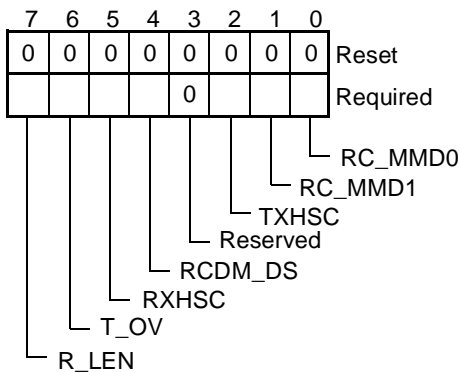 7 6 5 4 3 2 1 0
0 0 0 0 0 0 0 0 Reset
0 Required
RC_MMD0
RC_MMD1
TXHSC
Reserved
RCDM_DS
RXHSC
T_OV
R_LEN